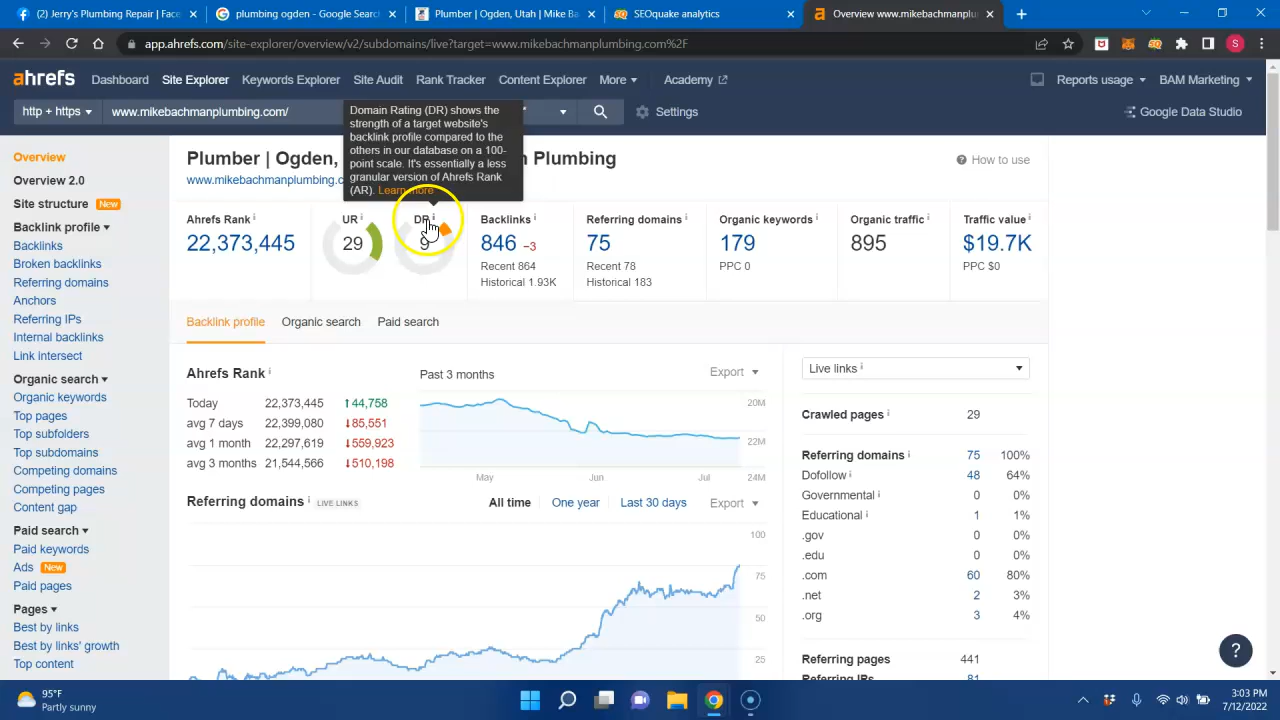 (2) Jerry's Plumbing Repair | Face
plumbing ogden - Google Search
Plumber | Ogden, Utah | Mike Ba
SEOquake analytics
Overview www.mikebachmanplum
app.ahrefs.com/site-explorer/overview/v2/subdomains/live?target=www.mikebachmanplumbing.com%2F
S
ahrefs
Dashboard
Site Explorer
Keywords Explorer
Site Audit
Rank Tracker
Content Explorer
More
Academy
Reports usage
BAM Marketing
http + https
www.mikebachmanplumbing.com/
Settings
Google Data Studio
Domain Rating (DR) shows the
strength of a target website's
backlink profile compared to the
others in our database on a 100-
point scale. It's essentially a less
granular version of Ahrefs Rank
(AR). Learn more
Overview
Overview 2.0
Site structure New
Backlink profile
Backlinks
Broken backlinks
Referring domains
Anchors
Referring IPs
Internal backlinks
Link intersect
Organic search
Organic keywords
Top pages
Top subfolders
Top subdomains
Competing domains
Competing pages
Content gap
Paid search
Paid keywords
Ads New
Paid pages
Pages
Best by links
Best by links' growth
Top content
Plumber | Ogden, Plumbing
www.mikebachmanplumbing.c
How to use
Ahrefs Rank
22,373,445
UR
29
DR
9
Backlinks
846 –3
Recent 864
Historical 1.93K
Referring domains
75
Recent 78
Historical 183
Organic keywords
179
PPC 0
Organic traffic
895
Traffic value
$19.7K
PPC $0
Backlink profile
Organic search
Paid search
Ahrefs Rank
Past 3 months
Export
Today 22,373,445 ↑44,758
avg 7 days 22,399,080 ↓85,551
avg 1 month 22,297,619 ↓559,923
avg 3 months 21,544,566 ↓510,198
20M
22M
24M
May Jun Jul
Referring domains LIVE LINKS
All time
One year
Last 30 days
Export
100
75
50
25
Live links
Crawled pages 29
Referring domains 75 100%
Dofollow 48 64%
Governmental 0 0%
Educational 1 1%
.gov 0 0%
.edu 0 0%
.com 60 80%
.net 2 3%
.org 3 4%
Referring pages 441
Referring IPs 81
?
95°F
Partly sunny
3:03 PM
7/12/2022